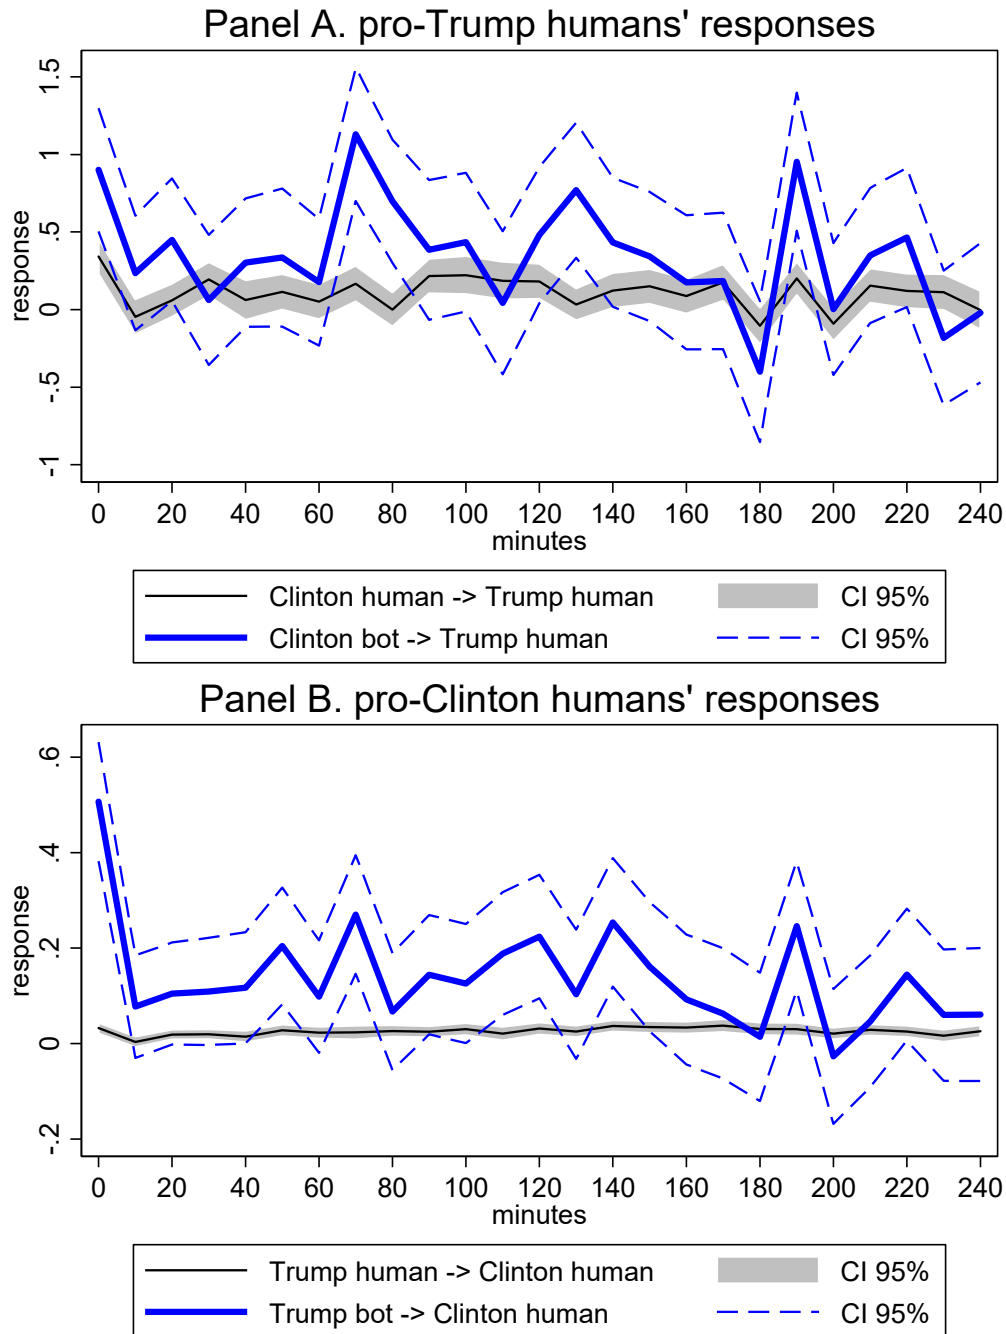 Panel A. pro-Trump humans' responses
1.5
1
.5
0
-.5
-1
response
0 20 40 60 80 100 120 140 160 180 200 220 240
minutes
Clinton human -> Trump human CI 95%
Clinton bot -> Trump human CI 95%
Panel B. pro-Clinton humans' responses
.6
.4
.2
0
-.2
response
0 20 40 60 80 100 120 140 160 180 200 220 240
minutes
Trump human -> Clinton human CI 95%
Trump bot -> Clinton human CI 95%